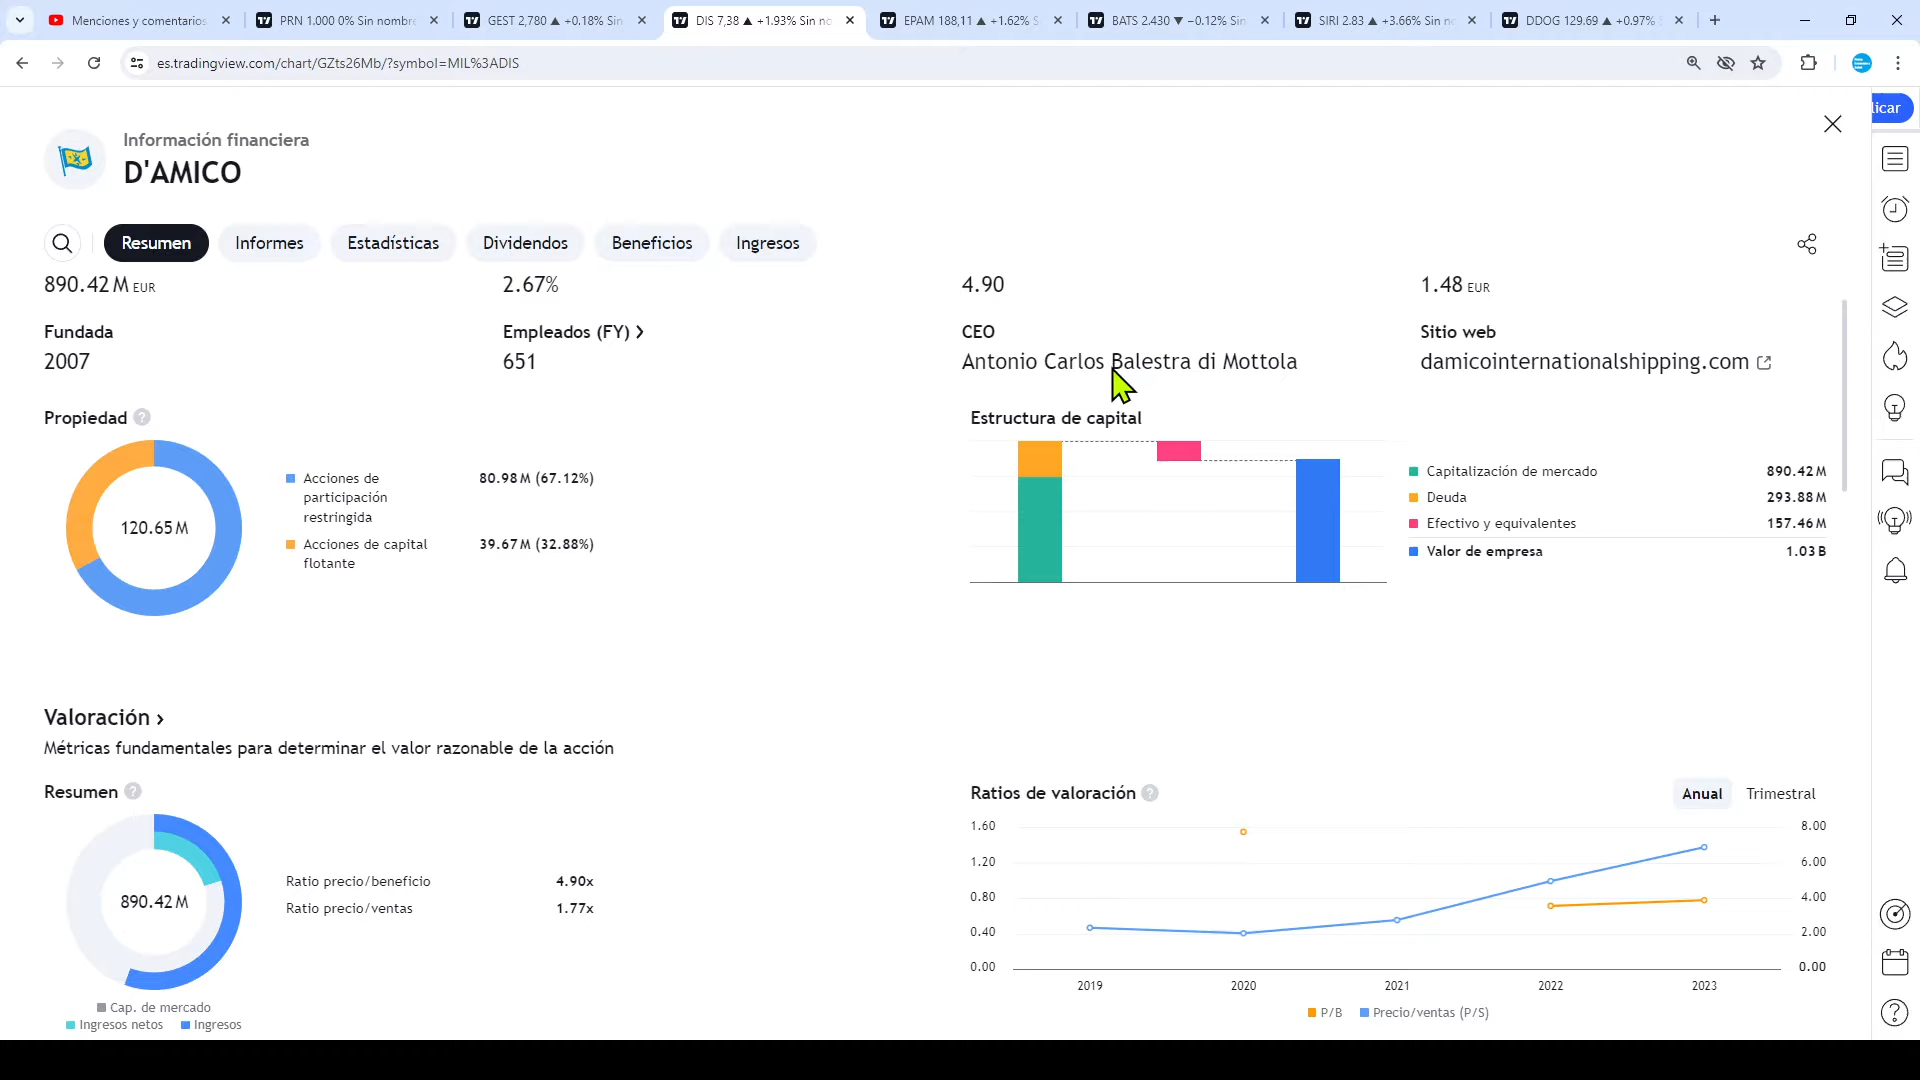 Menciones y comentarios
PRN 1.000 0% Sin nombre
GEST 2,780 ▲ +0.18% Sin
DIS 7,38 ▲ +1.93% Sin no
EPAM 188,11 ▲ +1.62% S
BATS 2.430 ▼ −0.12% Sin
SIRI 2.83 ▲ +3.66% Sin no
DDOG 129.69 ▲ +0.97%
es.tradingview.com/chart/GZts26Mb/?symbol=MIL%3ADIS
licar
Información financiera
D'AMICO
Resumen
Informes
Estadísticas
Dividendos
Beneficios
Ingresos
890.42 M EUR
2.67%
4.90
1.48 EUR
Fundada
Empleados (FY) >
CEO
Sitio web
2007
651
Antonio Carlos Balestra di Mottola
damicointernationalshipping.com
Propiedad ?
Estructura de capital
120.65 M
Acciones de
participación
restringida
80.98 M (67.12%)
Acciones de capital
flotante
39.67 M (32.88%)
Capitalización de mercado 890.42 M
Deuda 293.88 M
Efectivo y equivalentes 157.46 M
Valor de empresa 1.03 B
Valoración >
Métricas fundamentales para determinar el valor razonable de la acción
Resumen ?
890.42 M
Ratio precio/beneficio 4.90x
Ratio precio/ventas 1.77x
Cap. de mercado
Ingresos netos Ingresos
Ratios de valoración ?
Anual Trimestral
1.60 8.00
1.20 6.00
0.80 4.00
0.40 2.00
0.00 0.00
2019 2020 2021 2022 2023
P/B Precio/ventas (P/S)